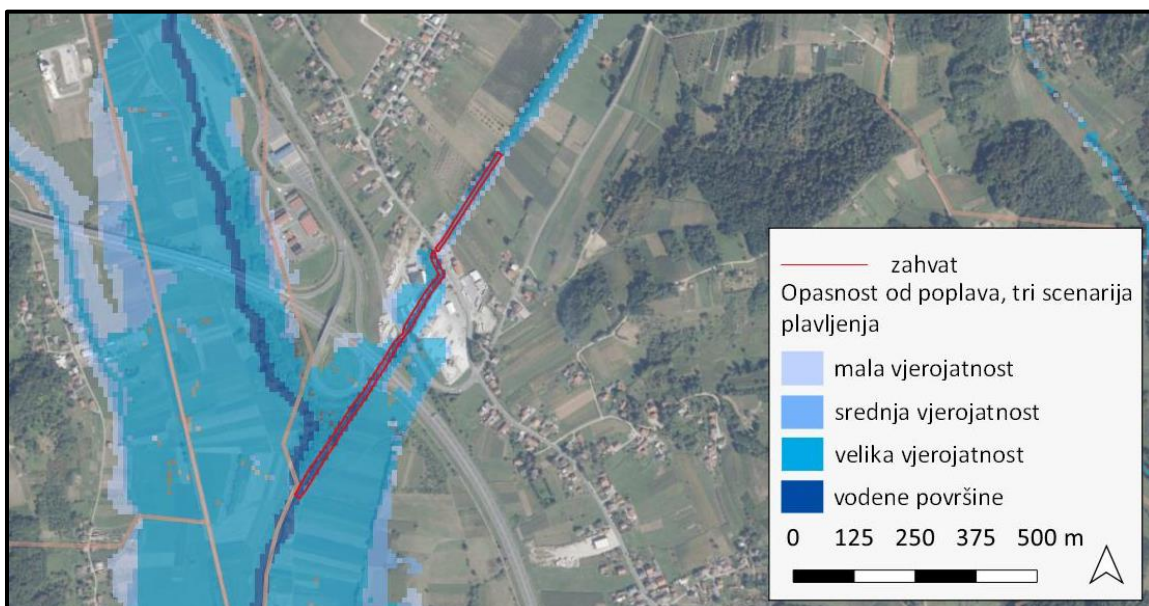 zahvat
Opasnost od poplava, tri scenarija
plavljenja
mala vjerojatnost
srednja vjerojatnost
velika vjerojatnost
vodene površine
0 125 250 375 500 m